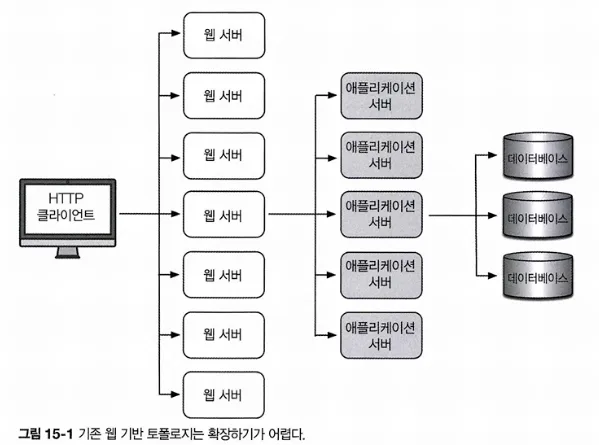 HTTP
클라이언트
웹 서버
웹 서버
웹 서버
웹 서버
웹 서버
웹 서버
웹 서버
애플리케이션
서버
애플리케이션
서버
애플리케이션
서버
애플리케이션
서버
애플리케이션
서버
데이터베이스
데이터베이스
데이터베이스
그림 15-1 기존 웹 기반 토폴로지는 확장하기가 어렵다.